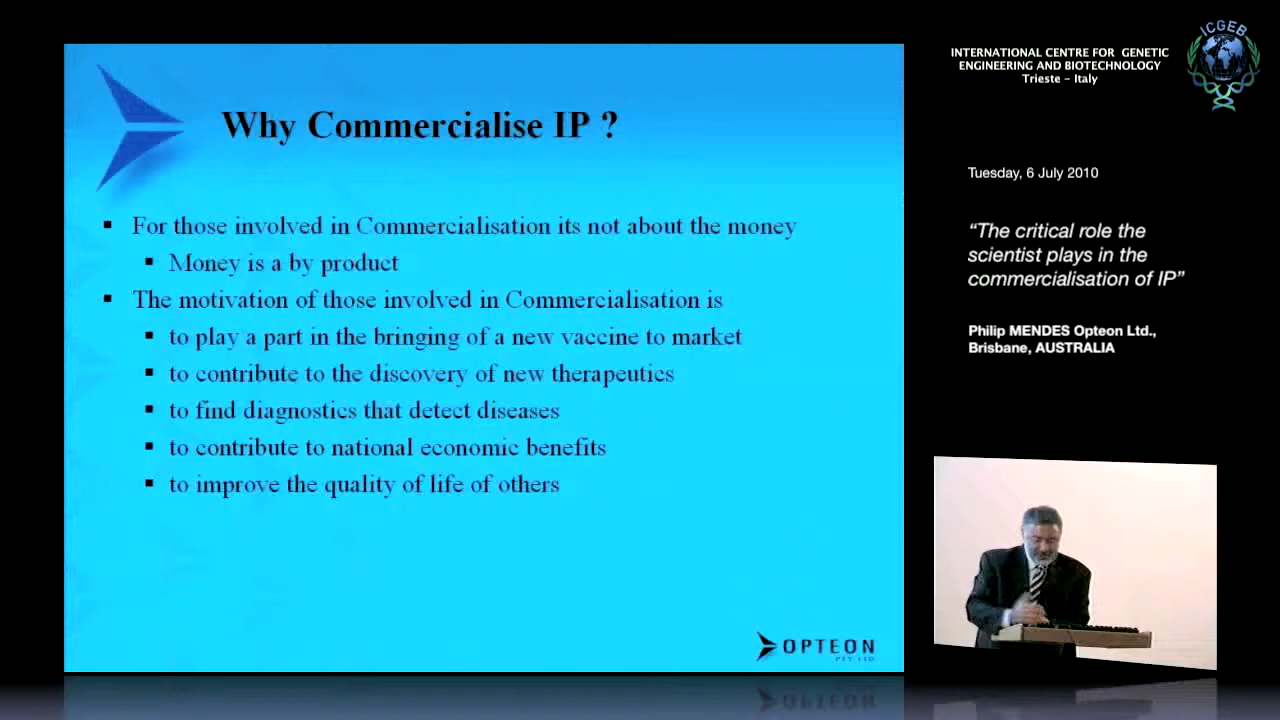 Why Commercialise IP ?
For those involved in Commercialisation its not about the money
Money is a by product
The motivation of those involved in Commercialisation is
to play a part in the bringing of a new vaccine to market
to contribute to the discovery of new therapeutics
to find diagnostics that detect diseases
to contribute to national economic benefits
to improve the quality of life of others
OPTEON
PTY LTD
INTERNATIONAL CENTRE FOR GENETIC
ENGINEERING AND BIOTECHNOLOGY
Trieste - Italy
ICGEB
Tuesday, 6 July 2010
“The critical role the
scientist plays in the
commercialisation of IP”
Philip MENDES Opteon Ltd.,
Brisbane, AUSTRALIA